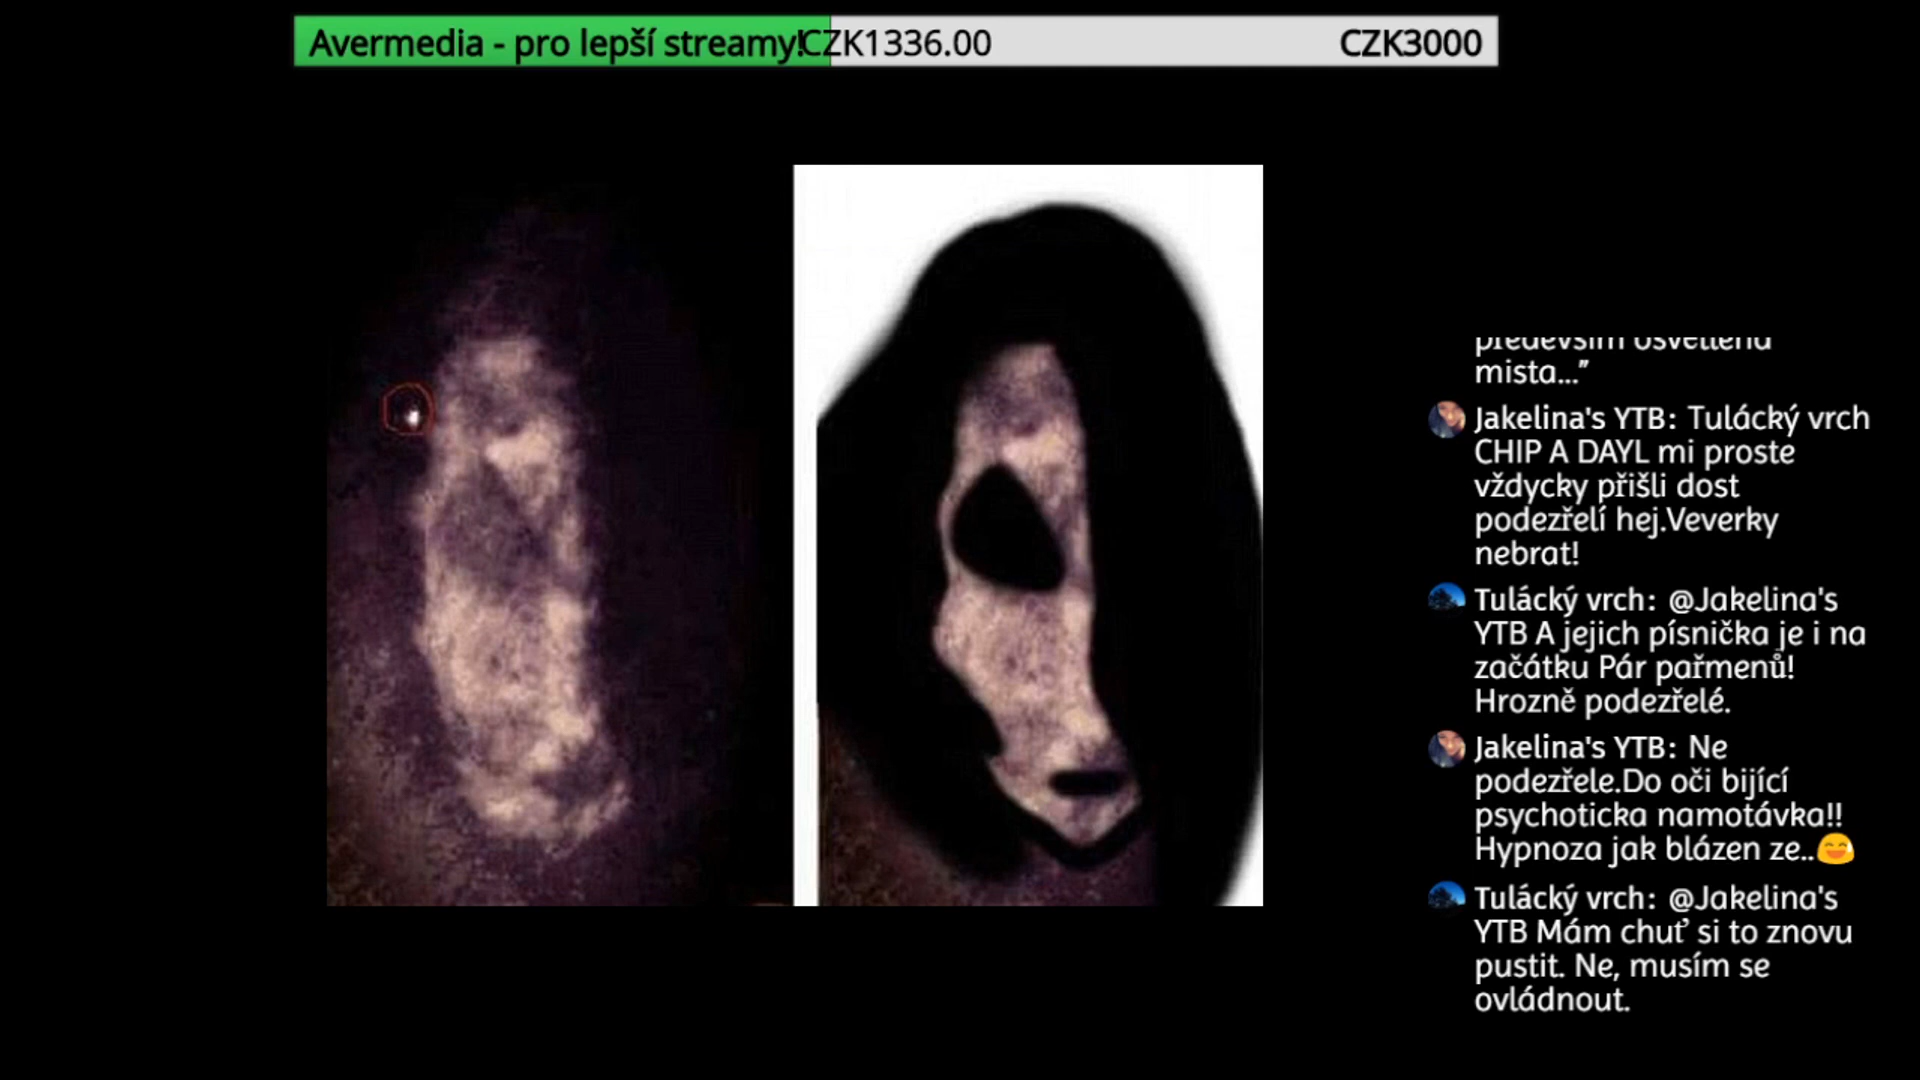 Avermedia - pro lepší streamy! CZK1336.00 CZK3000
především osvětlená
mista..."
Jakelina's YTB: Tulácký vrch
CHIP A DAYL mi proste
vždycky přišli dost
podezřelí hej.Veverky
nebrat!
Tulácký vrch: @Jakelina's
YTB A jejich písnička je i na
začátku Pár pařmenů!
Hrozně podezřelé.
Jakelina's YTB: Ne
podezřele.Do oči bijící
psychoticka namotávka!!
Hypnoza jak blázen ze..😅
Tulácký vrch: @Jakelina's
YTB Mám chuť si to znovu
pustit. Ne, musím se
ovládnout.